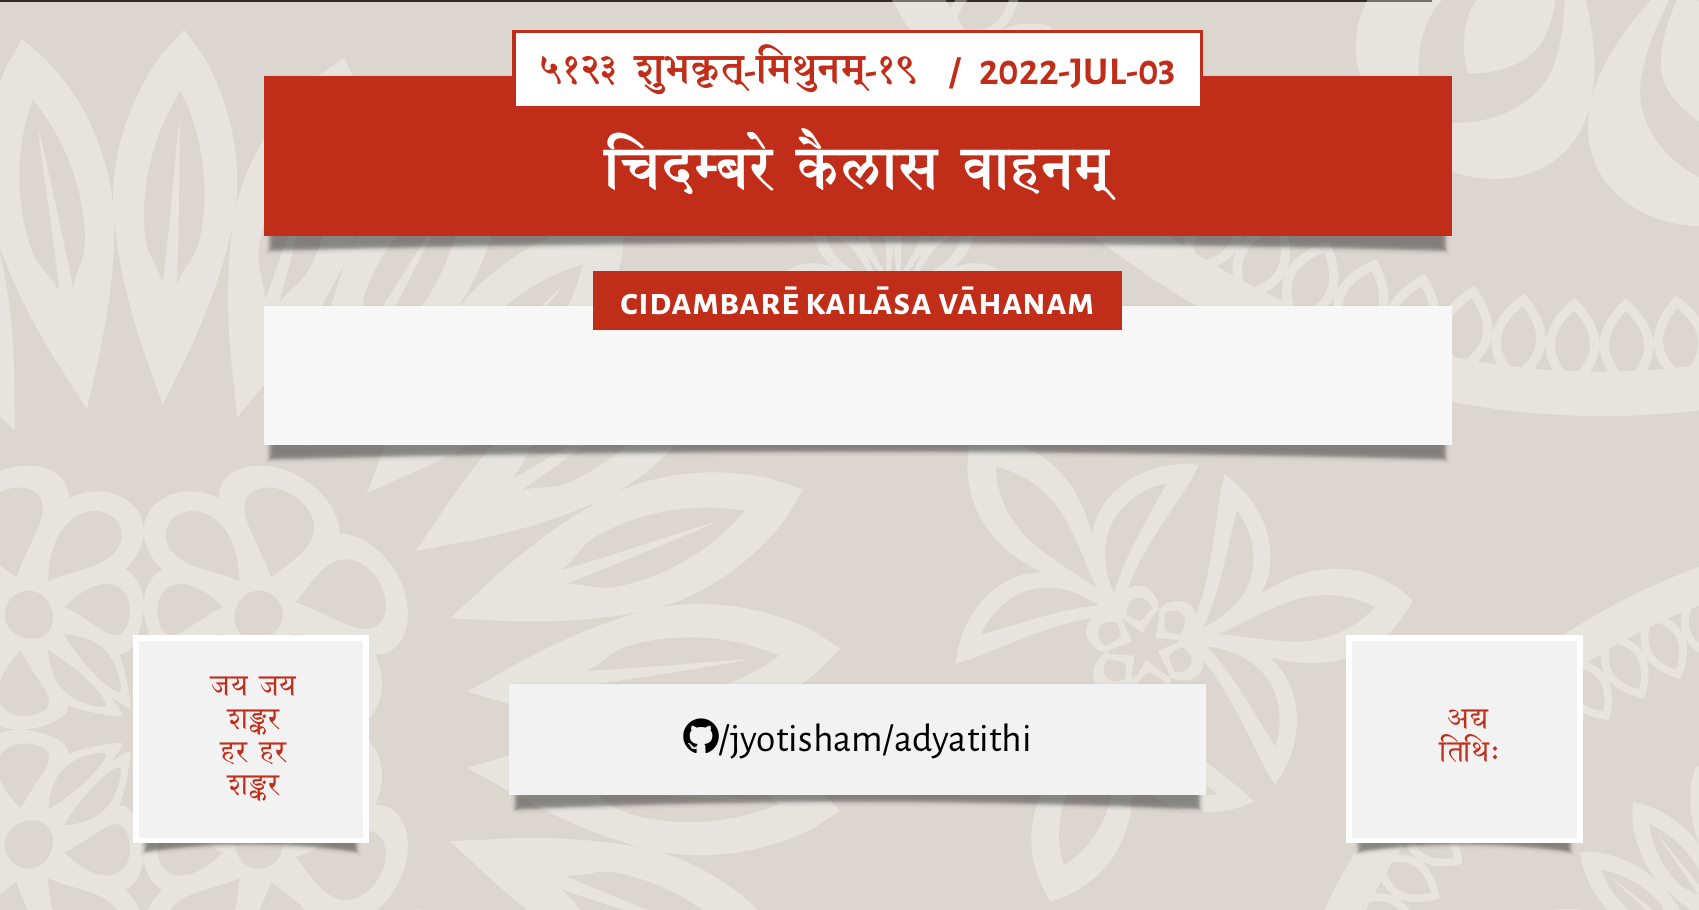 ५१२३ शुभकृत्-मिथुनम्-१९ / 2022-JUL-03
चिदम्बरे कैलास वाहनम्
CIDAMBARĒ KAILĀSA VĀHANAM
जय जय
शङ्कर
हर हर
शङ्कर
/jyotisham/adyatithi
अद्य
तिथिः